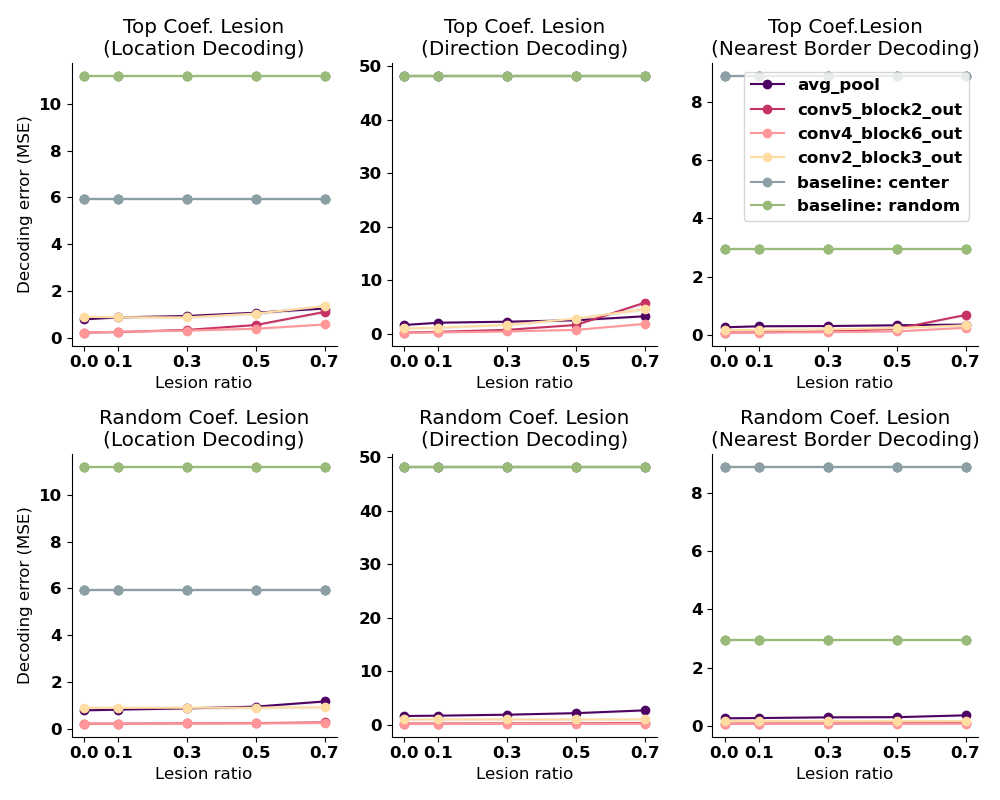 Top Coef. Lesion
(Location Decoding)
Decoding error (MSE)
10
8
6
4
2
0
0.0 0.1 0.3 0.5 0.7
Lesion ratio
Top Coef. Lesion
(Direction Decoding)
50
40
30
20
10
0
0.0 0.1 0.3 0.5 0.7
Lesion ratio
Top Coef.Lesion
(Nearest Border Decoding)
8
6
4
2
0
avg_pool
conv5_block2_out
conv4_block6_out
conv2_block3_out
baseline: center
baseline: random
0.0 0.1 0.3 0.5 0.7
Lesion ratio
Random Coef. Lesion
(Location Decoding)
Decoding error (MSE)
10
8
6
4
2
0
0.0 0.1 0.3 0.5 0.7
Lesion ratio
Random Coef. Lesion
(Direction Decoding)
50
40
30
20
10
0
0.0 0.1 0.3 0.5 0.7
Lesion ratio
Random Coef. Lesion
(Nearest Border Decoding)
8
6
4
2
0
0.0 0.1 0.3 0.5 0.7
Lesion ratio